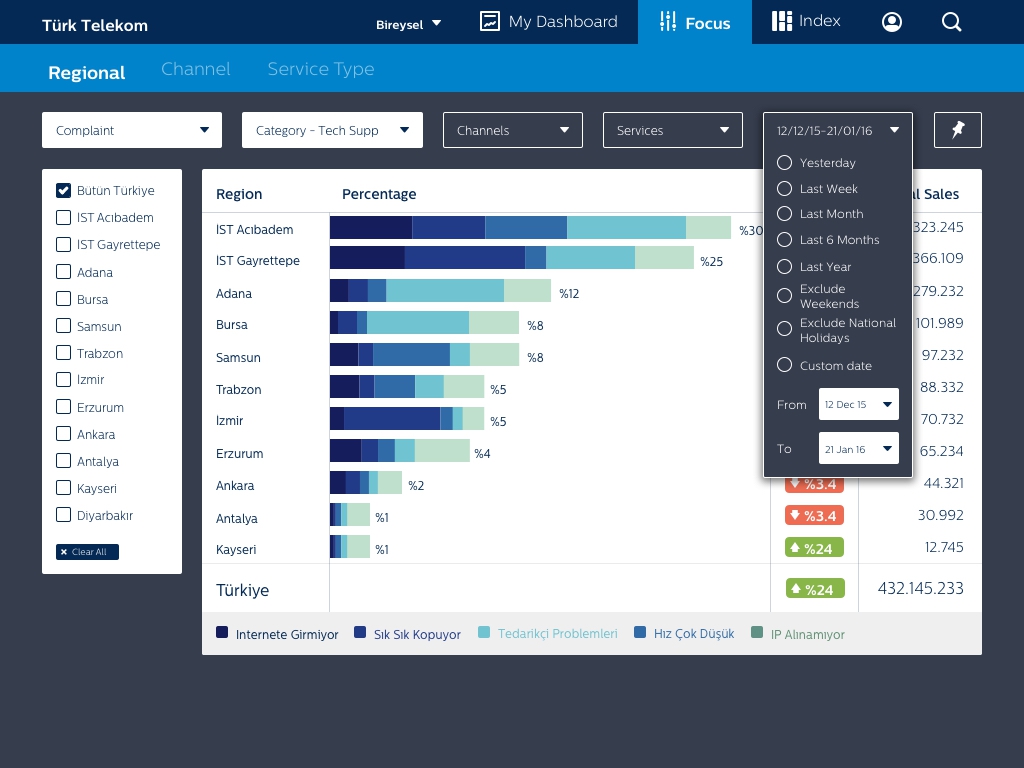 Türk Telekom
Bireysel
My Dashboard
Focus
Index
Regional
Channel
Service Type
Complaint
Category - Tech Supp
Channels
Services
12/12/15-21/01/16
Yesterday
Last Week
Last Month
Last 6 Months
Last Year
Exclude
Weekends
Exclude National
Holidays
Custom date
From
12 Dec 15
To
21 Jan 16
Bütün Türkiye
İST Acıbadem
İST Gayrettepe
Adana
Bursa
Samsun
Trabzon
İzmir
Erzurum
Ankara
Antalya
Kayseri
Diyarbakır
Clear All
Region
Percentage
Sales
İST Acıbadem
%30
323.245
İST Gayrettepe
%25
366.109
Adana
%12
279.232
Bursa
%8
101.989
Samsun
%8
97.232
Trabzon
%5
88.332
İzmir
%5
70.732
Erzurum
%4
65.234
Ankara
%2
%3.4
44.321
Antalya
%1
%3.4
30.992
Kayseri
%1
%24
12.745
Türkiye
%24
432.145.233
Internete Girmiyor
Sık Sık Kopuyor
Tedarikçi Problemleri
Hız Çok Düşük
IP Alınamıyor